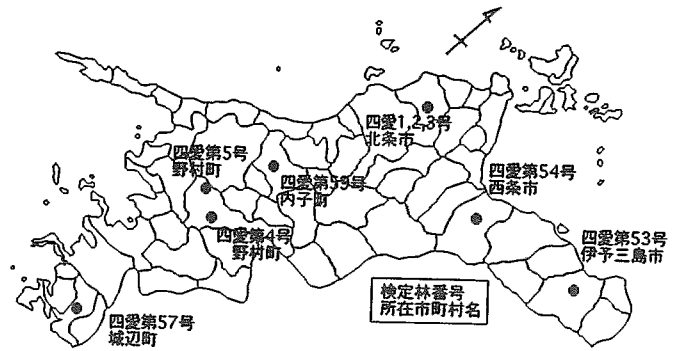 四愛1,2,3号
北条市
四愛第5号
野村町
四愛第59号
内子町
四愛第54号
西条市
四愛第4号
野村町
四愛第53号
伊予三島市
検定林番号
所在市町村名
四愛第57号
城辺町